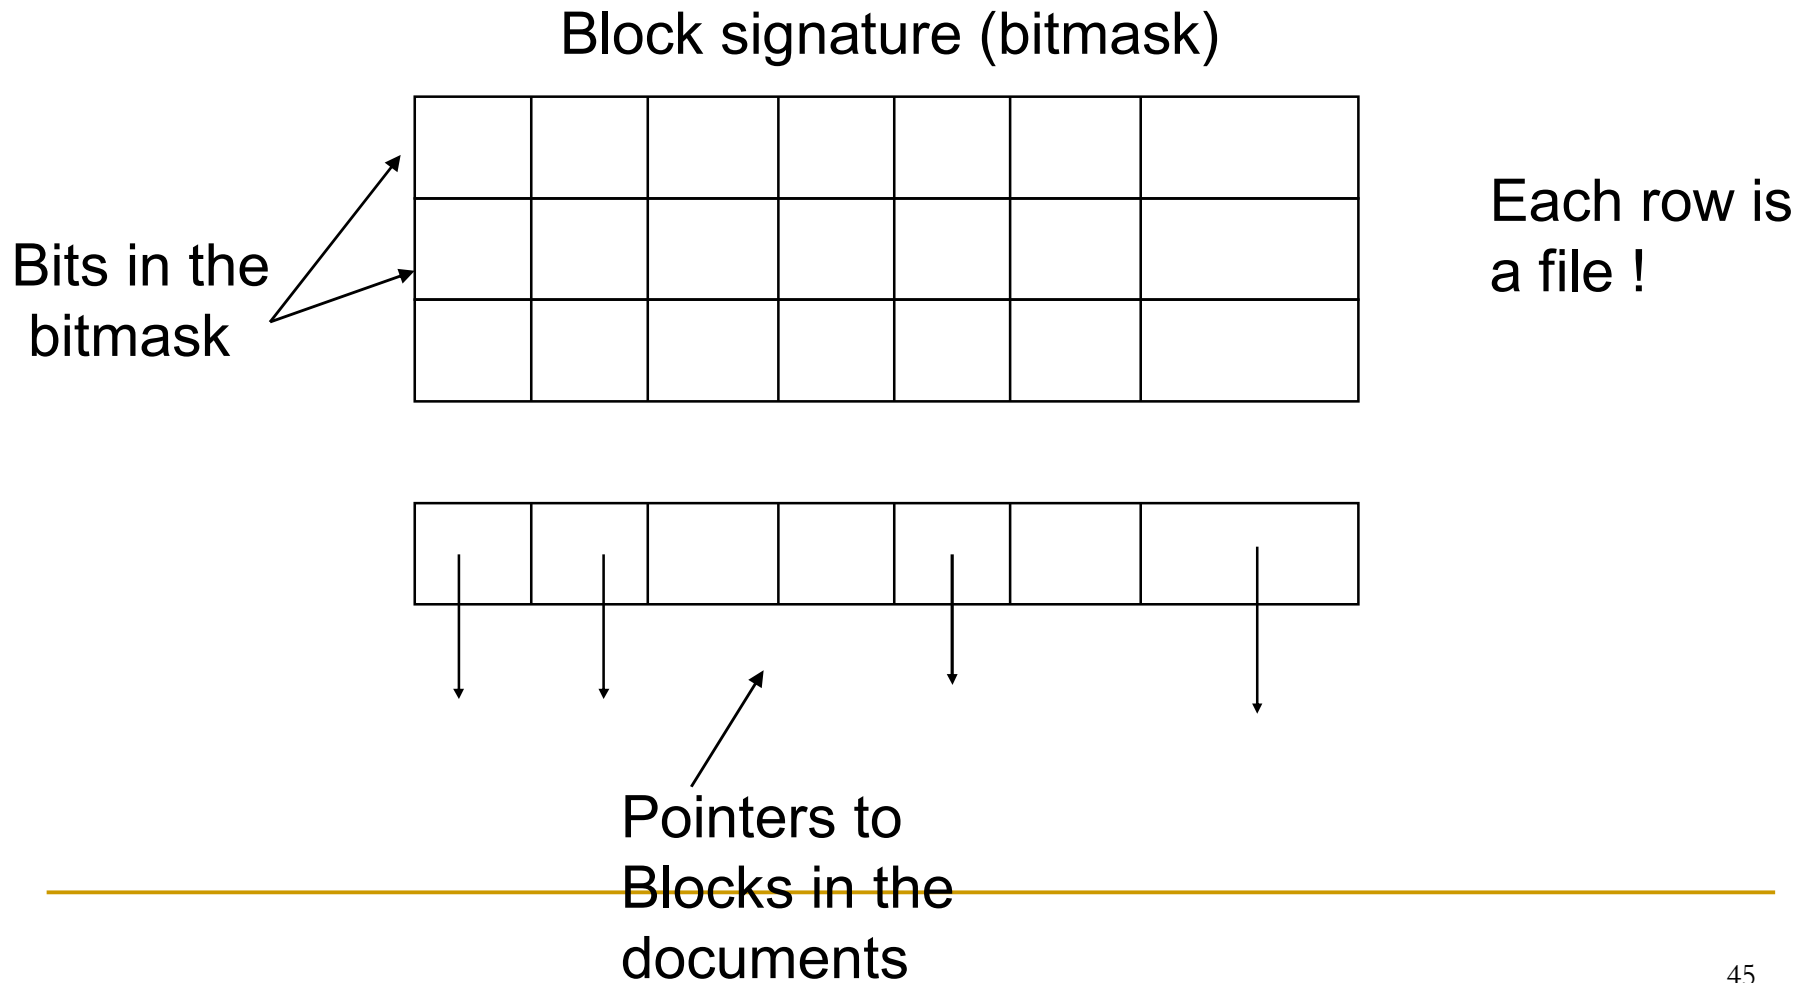 Block signature (bitmask)
Each row is
a file !
Bits in the
bitmask
Pointers to
Blocks in the
documents
45